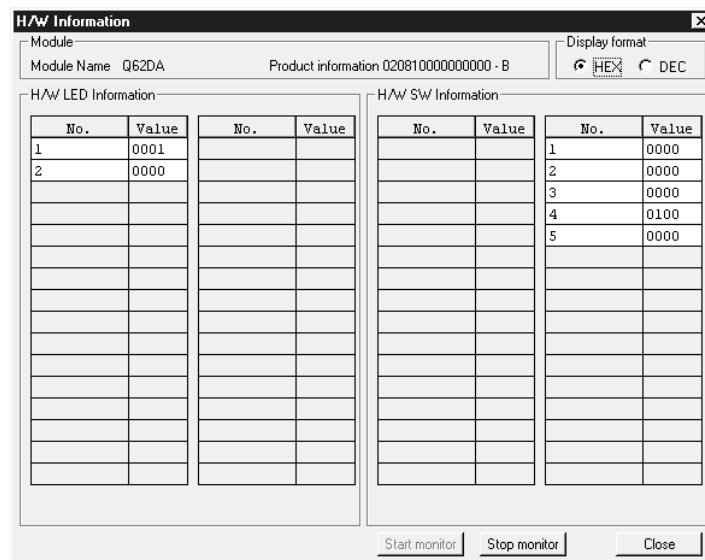 H/W Information
Module
Module Name Q62DA Product information 020810000000000 - B
Display format
HEX DEC
H/W LED Information
No. Value No. Value
1 0001
2 0000
H/W SW Information
No. Value No. Value
1 0000
2 0000
3 0000
4 0100
5 0000
Start monitor Stop monitor Close